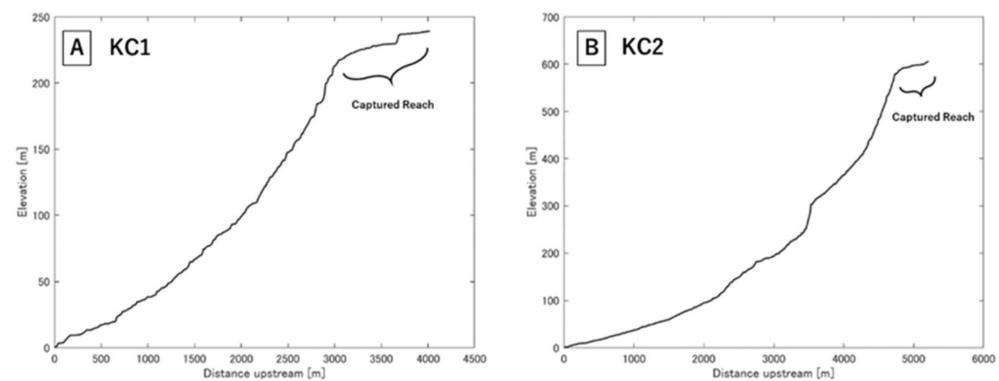 A KC1
250
200
150
100
50
0
Elevation [m]
Captured Reach
0 500 1000 1500 2000 2500 3000 3500 4000 4500
Distance upstream [m]
B KC2
700
600
500
400
300
200
100
0
Elevation [m]
Captured Reach
0 1000 2000 3000 4000 5000 6000
Distance upstream [m]